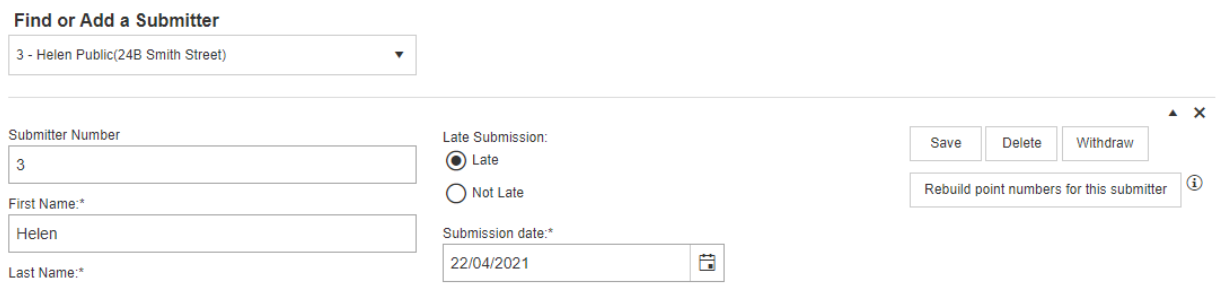 Find or Add a Submitter
3 - Helen Public(24B Smith Street)
Submitter Number
3
First Name:*
Helen
Last Name:*
Late Submission:
Late
Not Late
Submission date:*
22/04/2021
Save Delete Withdraw
Rebuild point numbers for this submitter